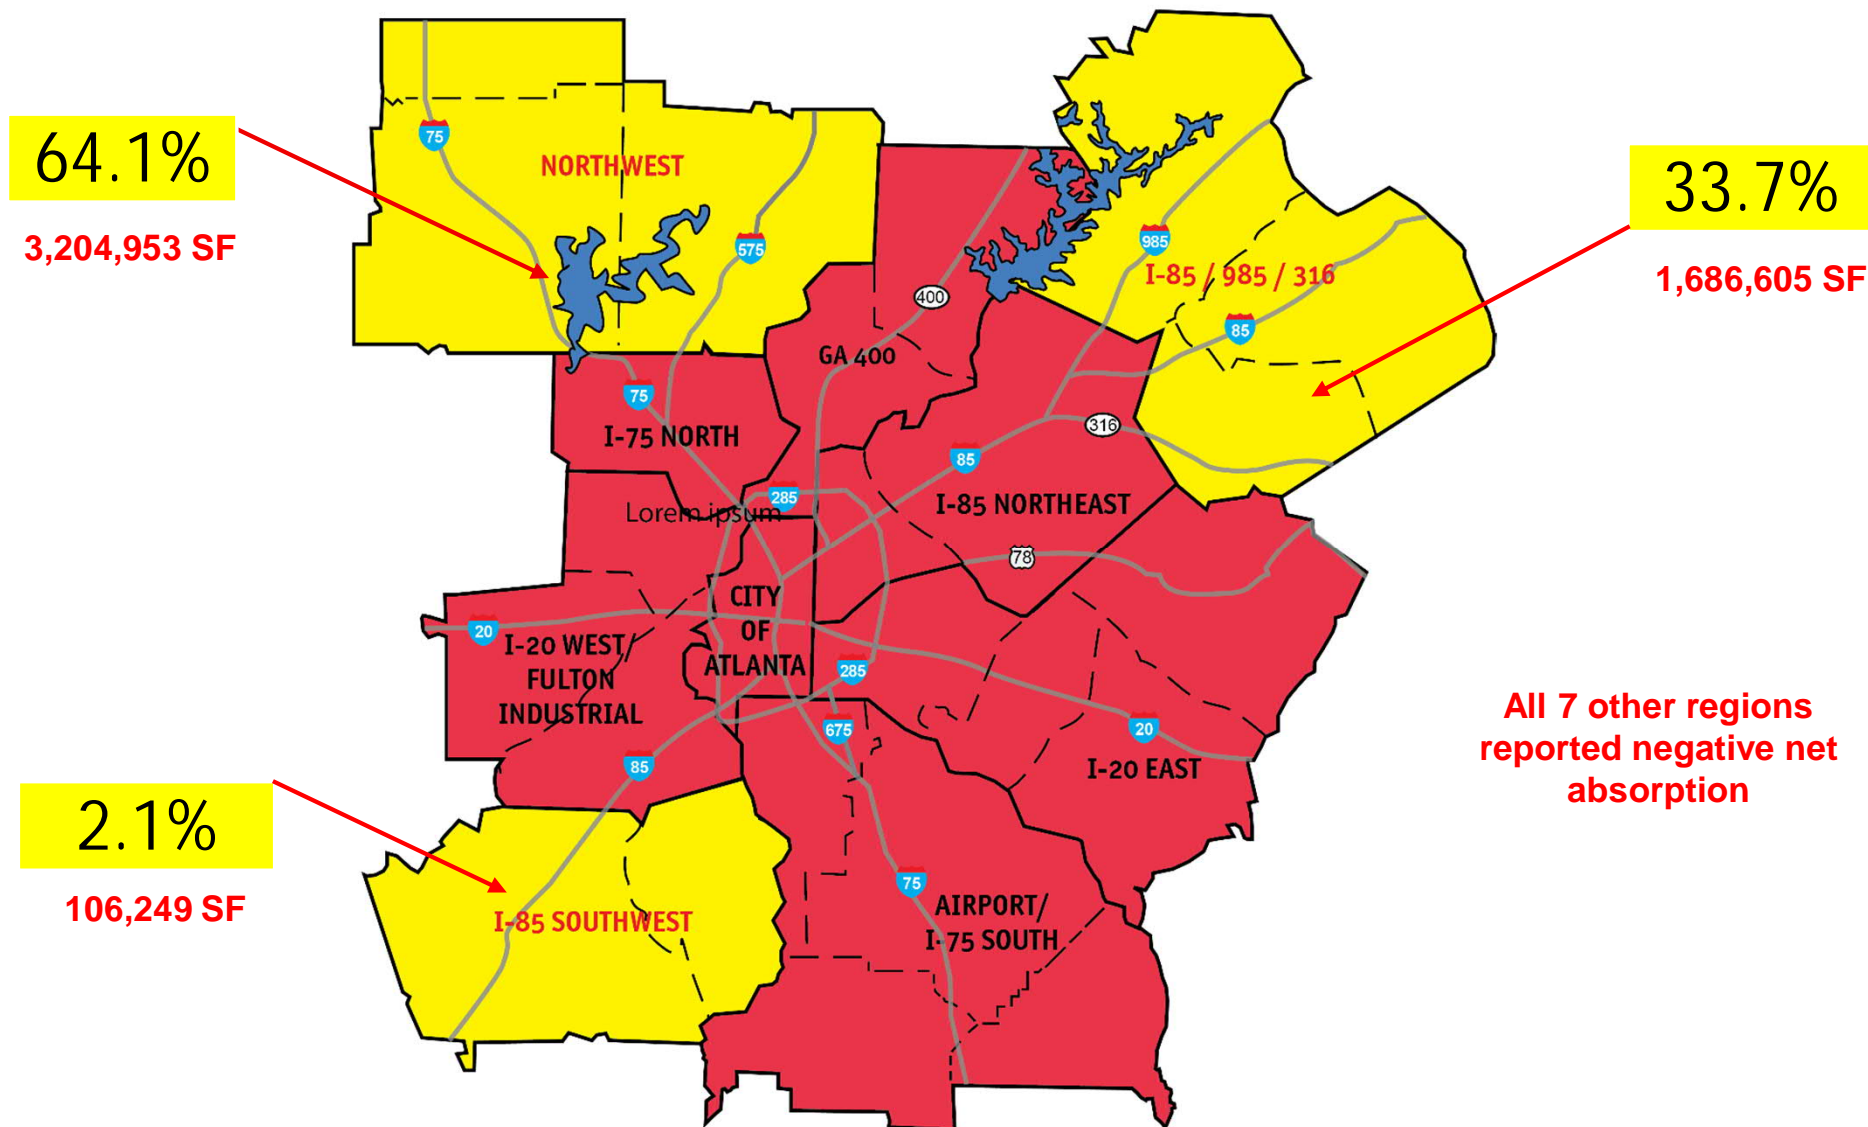 75
NORTHWEST
64.1%
3,204,953 SF
575
33.7%
1,686,605 SF
985
I-85 / 985 / 316
400
85
GA 400
75
I-75 NORTH
316
85
285
I-85 NORTHEAST
Lorem ipsum
78
CITY
OF
ATLANTA
20
I-20 WEST/
FULTON
INDUSTRIAL
285
675
20
I-20 EAST
85
All 7 other regions
reported negative net
absorption
2.1%
106,249 SF
75
I-85 SOUTHWEST
AIRPORT/
I-75 SOUTH